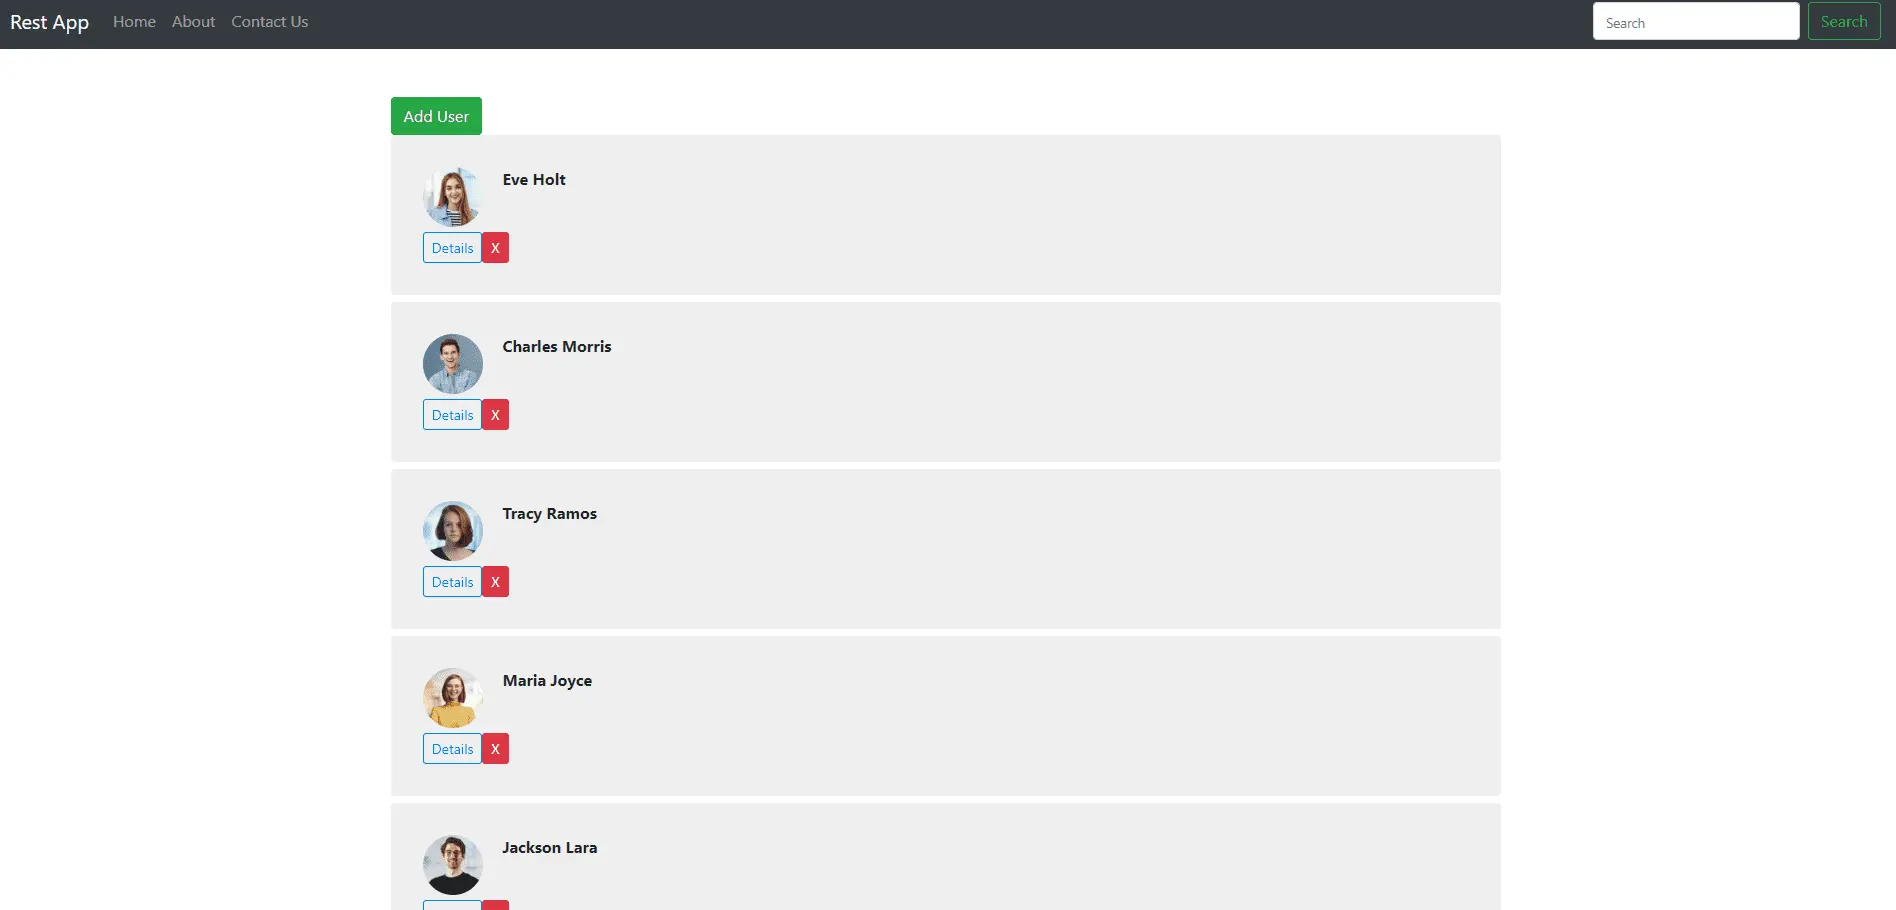 Rest App Home About Contact Us Search Search
Add User
Eve Holt
Details X
Charles Morris
Details X
Tracy Ramos
Details X
Maria Joyce
Details X
Jackson Lara